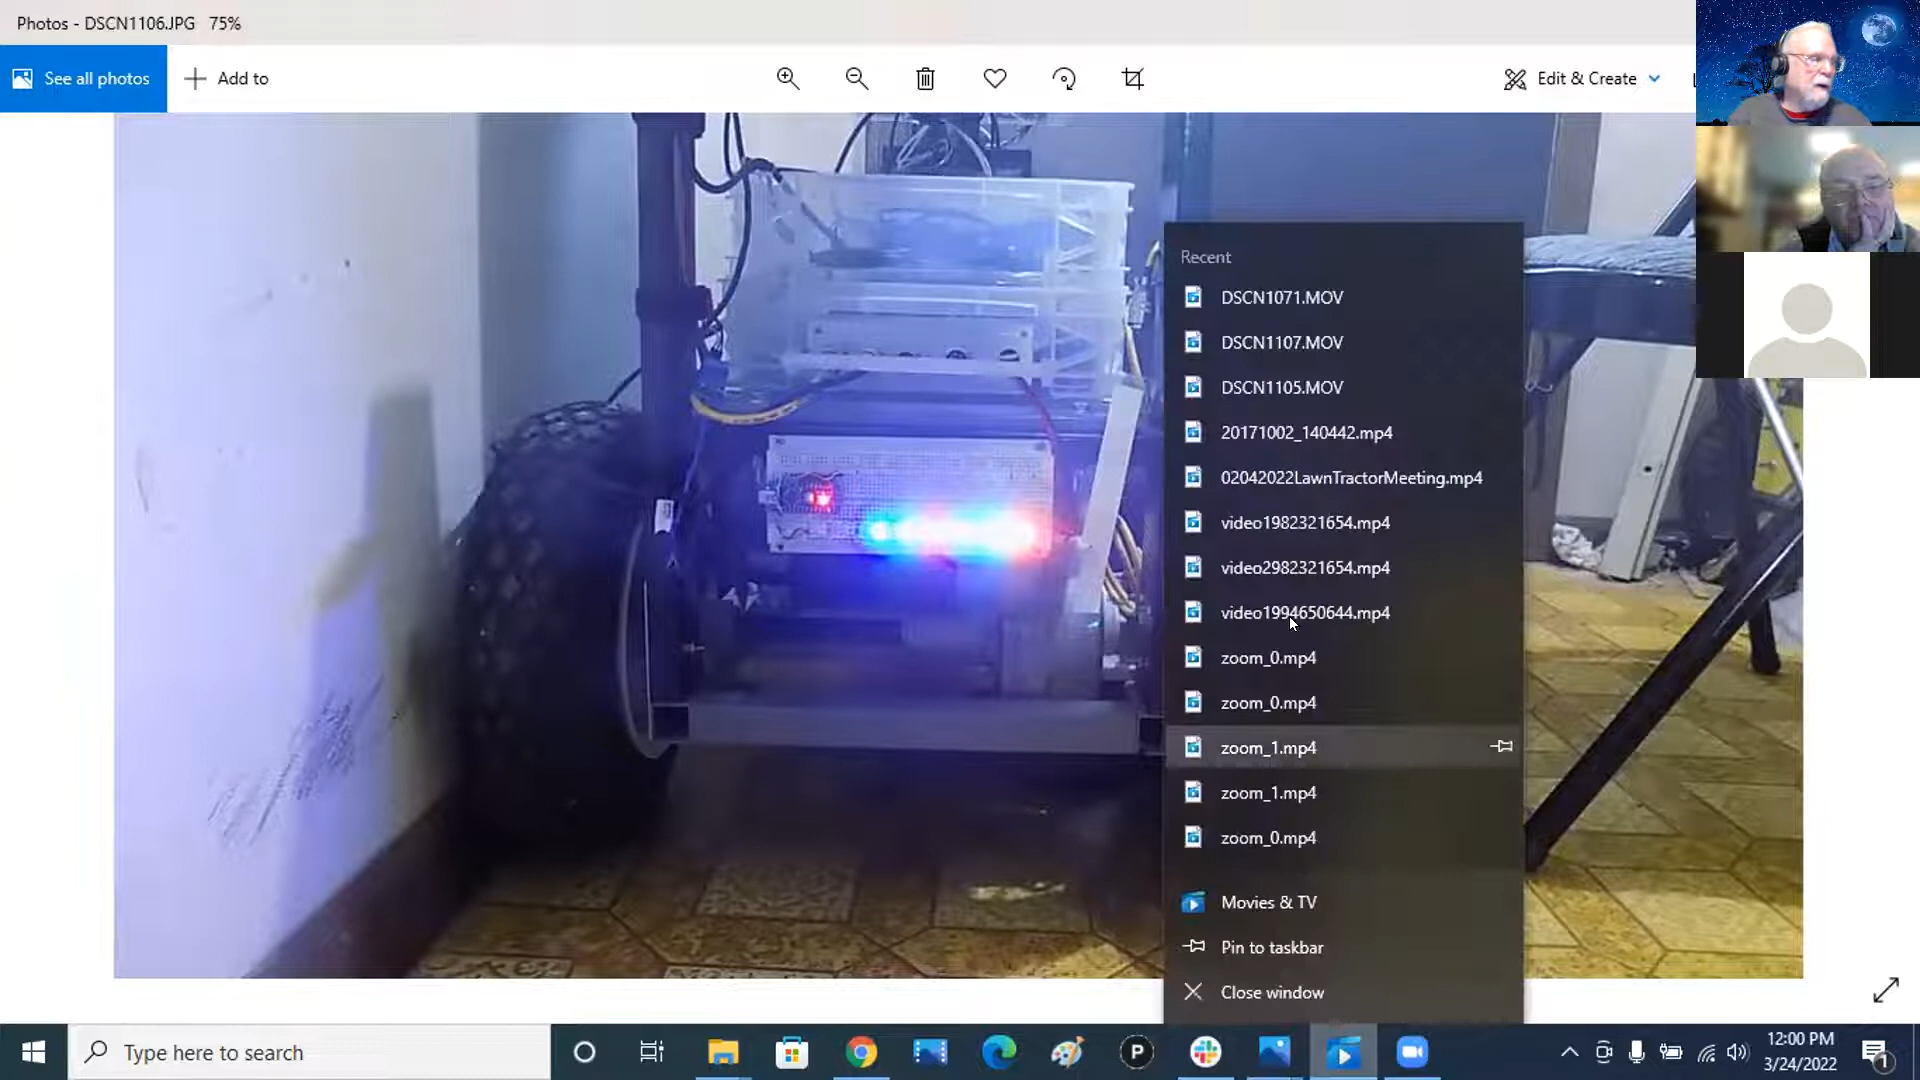 Photos - DSCN1106.JPG 75%
See all photos
Add to
Edit & Create
Recent
DSCN1071.MOV
DSCN1107.MOV
DSCN1105.MOV
20171002_140442.mp4
02042022LawnTractorMeeting.mp4
video1982321654.mp4
video2982321654.mp4
video1994650644.mp4
zoom_0.mp4
zoom_0.mp4
zoom_1.mp4
zoom_1.mp4
zoom_0.mp4
Movies & TV
Pin to taskbar
Close window
Type here to search
P
12:00 PM
3/24/2022
1